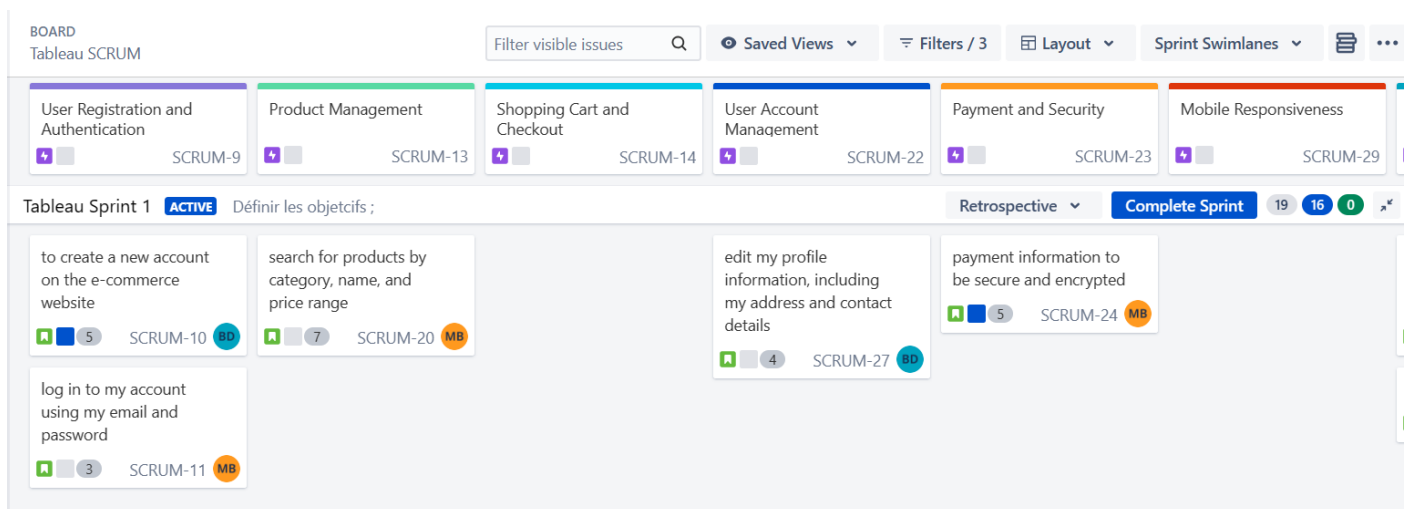 BOARD
Tableau SCRUM
Filter visible issues
Saved Views
Filters / 3
Layout
Sprint Swimlanes
User Registration and
Authentication
SCRUM-9
Product Management
SCRUM-13
Shopping Cart and
Checkout
SCRUM-14
User Account
Management
SCRUM-22
Payment and Security
SCRUM-23
Mobile Responsiveness
SCRUM-29
Tableau Sprint 1 ACTIVE Définir les objetcifs ;
Retrospective
Complete Sprint
19 16 0
to create a new account
on the e-commerce
website
5 SCRUM-10 BD
search for products by
category, name, and
price range
7 SCRUM-20 MB
edit my profile
information, including
my address and contact
details
4 SCRUM-27 BD
payment information to
be secure and encrypted
5 SCRUM-24 MB
log in to my account
using my email and
password
3 SCRUM-11 MB